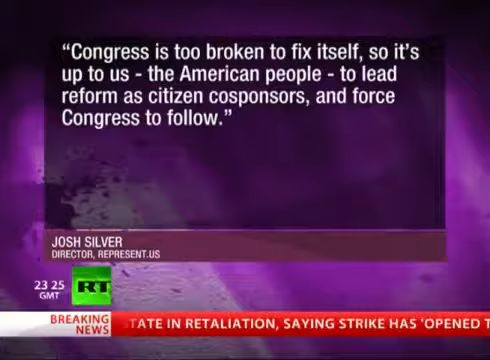 “Congress is too broken to fix itself, so it’s
up to us - the American people - to lead
reform as citizen cosponsors, and force
Congress to follow.”
JOSH SILVER
DIRECTOR, REPRESENT.US
23 25
GMT
RT
BREAKING
NEWS
TATE IN RETALIATION, SAYING STRIKE HAS 'OPENED T